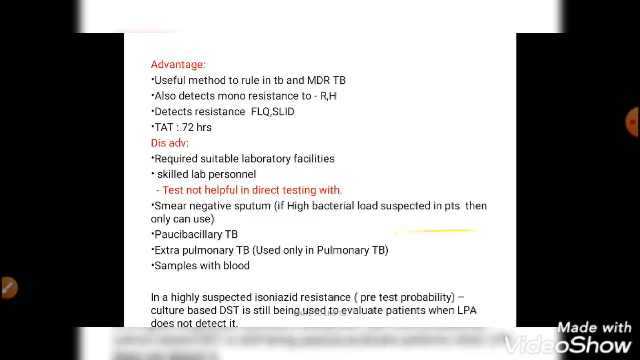 Advantage:
•Useful method to rule in tb and MDR TB
•Also detects mono resistance to - R,H
•Detects resistance FLQ,SLID
•TAT : 72 hrs
Dis adv:
•Required suitable laboratory facilities
• skilled lab personnel
- Test not helpful in direct testing with.
•Smear negative sputum (if High bacterial load suspected in pts then
only can use)
•Paucibacillary TB
•Extra pulmonary TB (Used only in Pulmonary TB)
•Samples with blood
In a highly suspected isoniazid resistance ( pre test probability) –
culture based DST is still being used to evaluate patients when LPA
does not detect it.
Made with
VideoShow